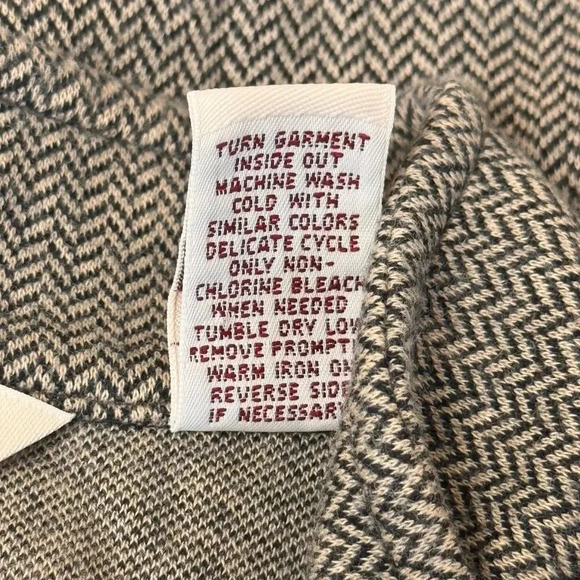 TURN GARMENT
INSIDE OUT
MACHINE WASH
COLD WITH
SIMILAR COLORS
DELICATE CYCLE
ONLY NON-
CHLORINE BLEACH
WHEN NEEDED
TUMBLE DRY LOW
REMOVE PROMPTL
WARM IRON ON
REVERSE SIDE
IF NECESSARY